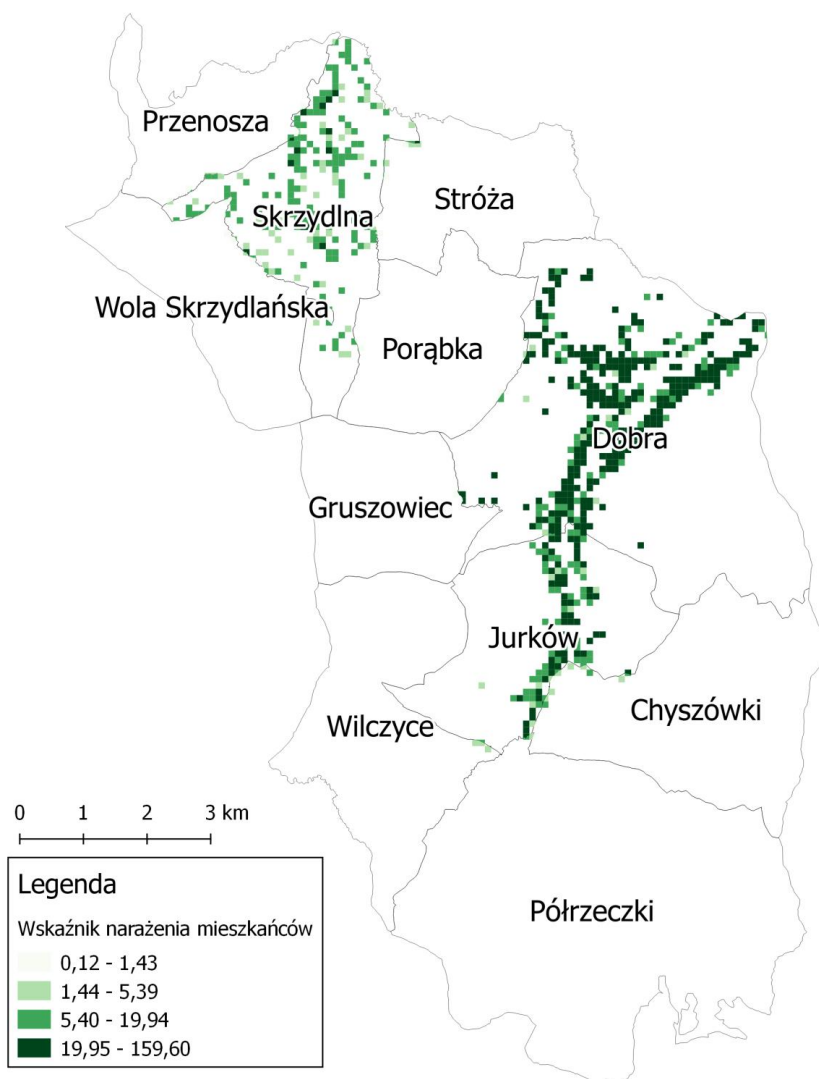 Przenosza
Stróża
Skrzydlna
Wola Skrzydlańska
Porąbka
Dobra
Gruszowiec
Jurków
Chyszówki
Wilczyce
0 1 2 3 km
Legenda
Wskaźnik narażenia mieszkańców
0,12 - 1,43
1,44 - 5,39
5,40 - 19,94
19,95 - 159,60
Półrzeczki